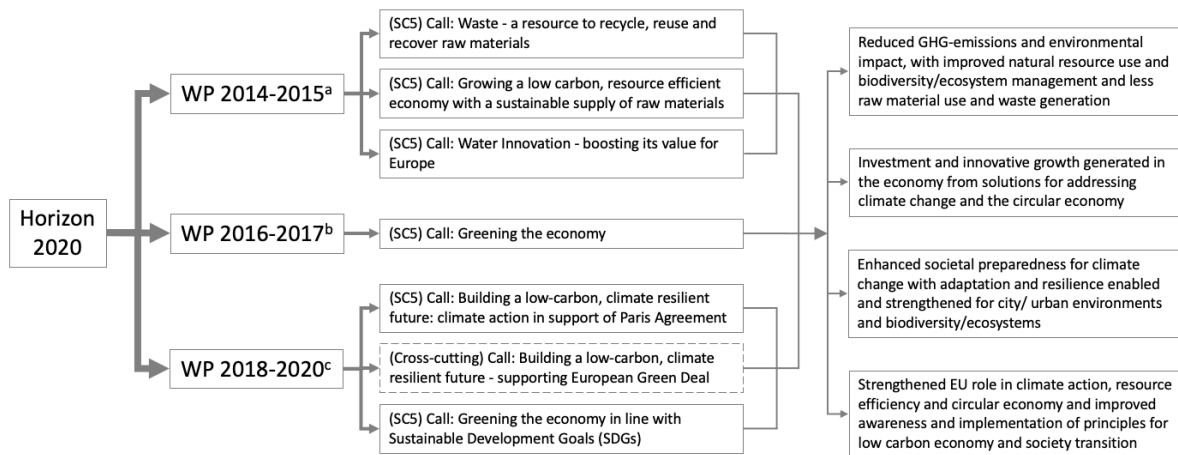 Horizon
2020
WP 2014-2015ᵃ
WP 2016-2017ᵇ
WP 2018-2020ᶜ
(SC5) Call: Waste - a resource to recycle, reuse and
recover raw materials
(SC5) Call: Growing a low carbon, resource efficient
economy with a sustainable supply of raw materials
(SC5) Call: Water Innovation - boosting its value for
Europe
(SC5) Call: Greening the economy
(SC5) Call: Building a low-carbon, climate resilient
future: climate action in support of Paris Agreement
(Cross-cutting) Call: Building a low-carbon, climate
resilient future - supporting European Green Deal
(SC5) Call: Greening the economy in line with
Sustainable Development Goals (SDGs)
Reduced GHG-emissions and environmental
impact, with improved natural resource use and
biodiversity/ecosystem management and less
raw material use and waste generation
Investment and innovative growth generated in
the economy from solutions for addressing
climate change and the circular economy
Enhanced societal preparedness for climate
change with adaptation and resilience enabled
and strengthened for city/ urban environments
and biodiversity/ecosystems
Strengthened EU role in climate action, resource
efficiency and circular economy and improved
awareness and implementation of principles for
low carbon economy and society transition